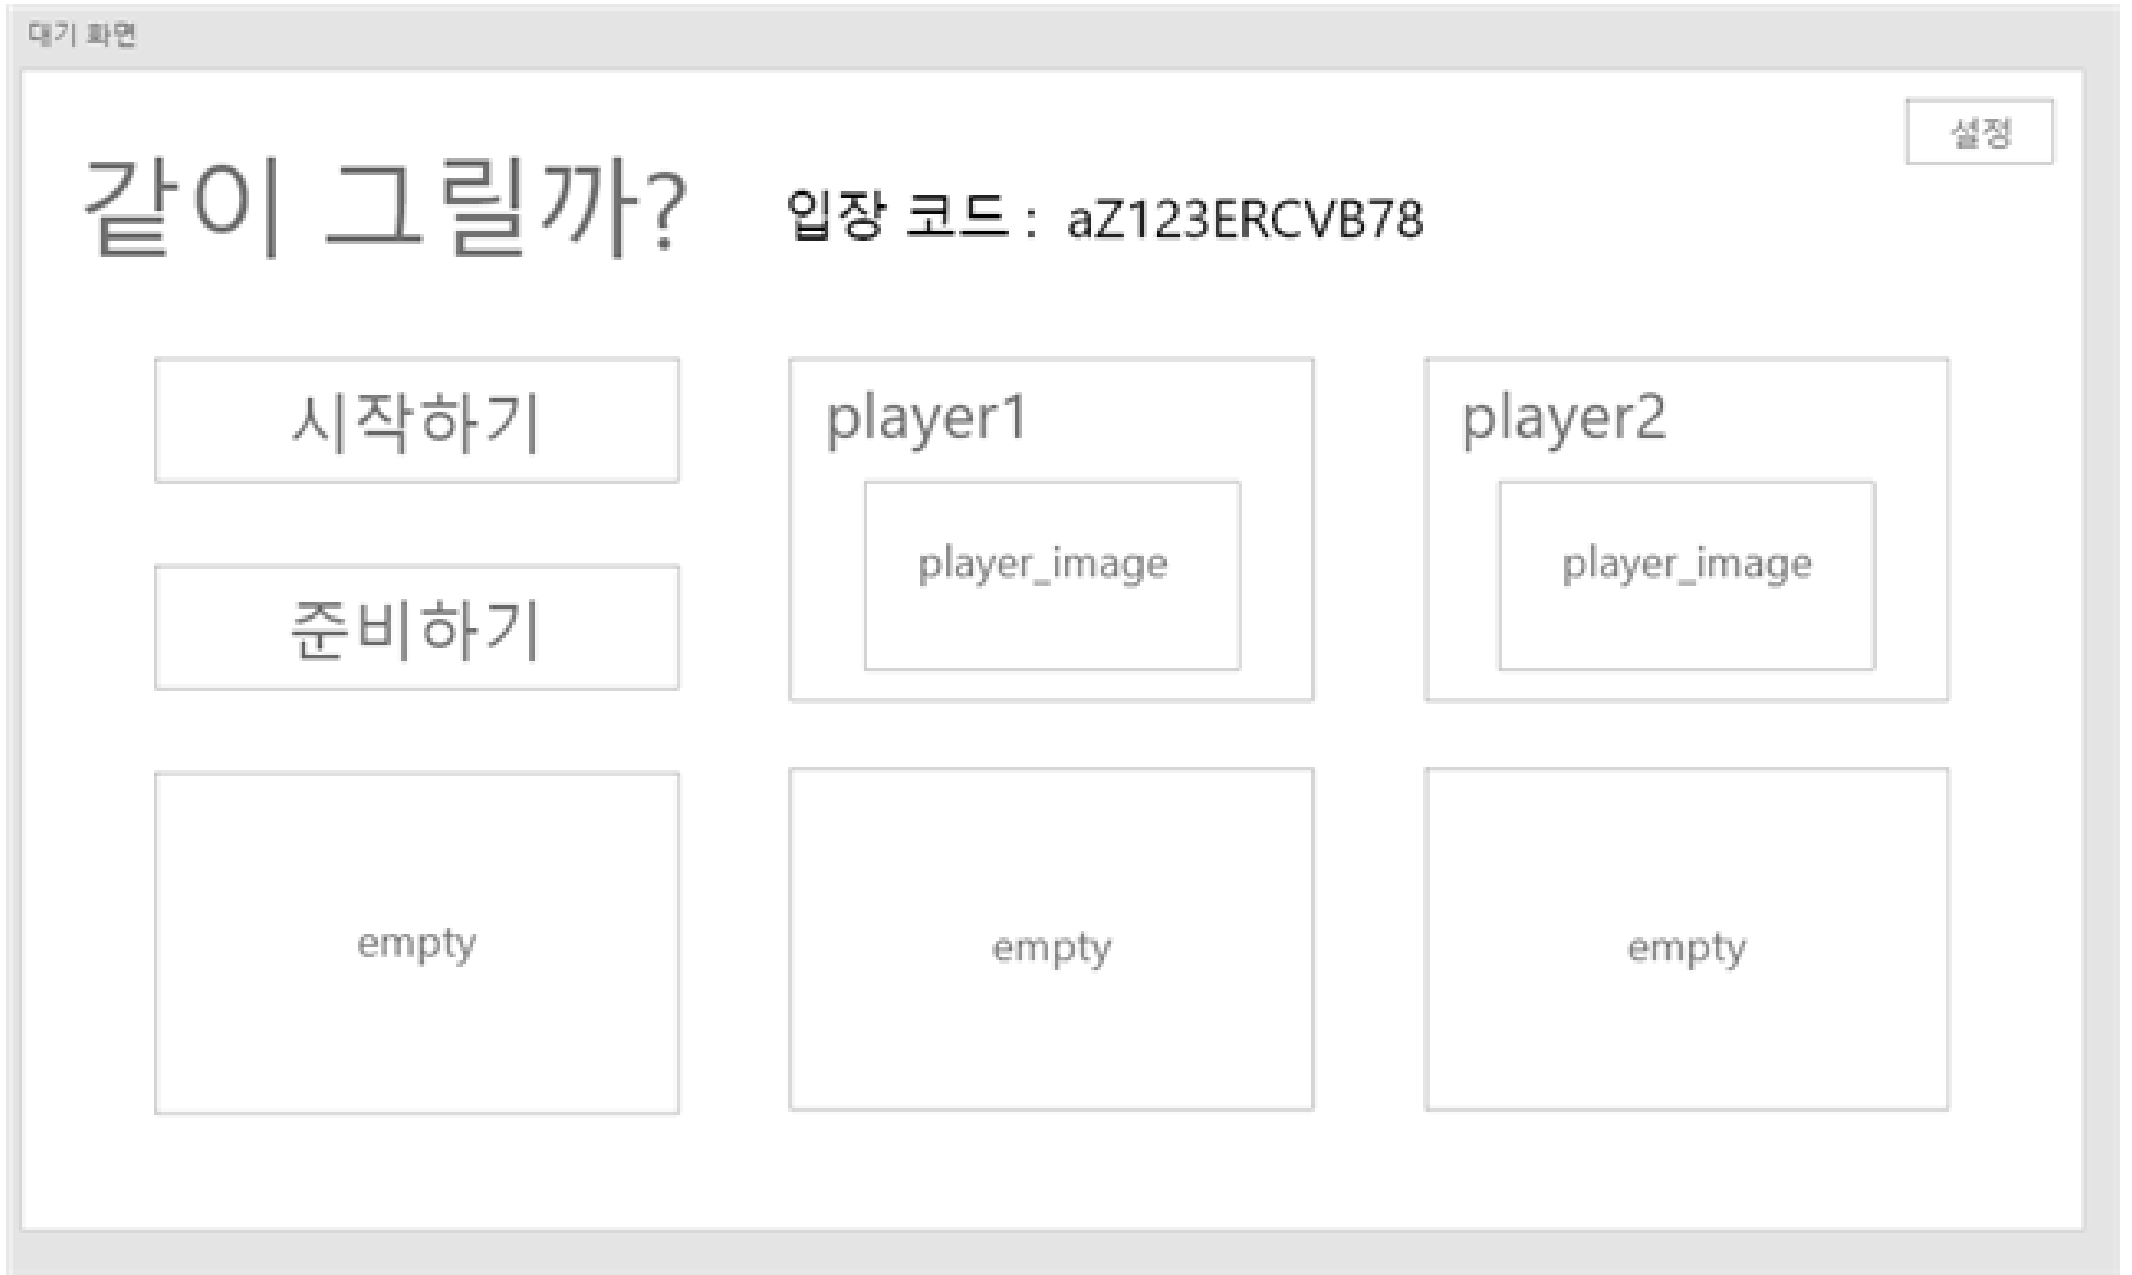 대기 화면
설정
같이 그릴까?
입장 코드 : aZ123ERCVB78
시작하기
준비하기
player1
player_image
player2
player_image
empty
empty
empty